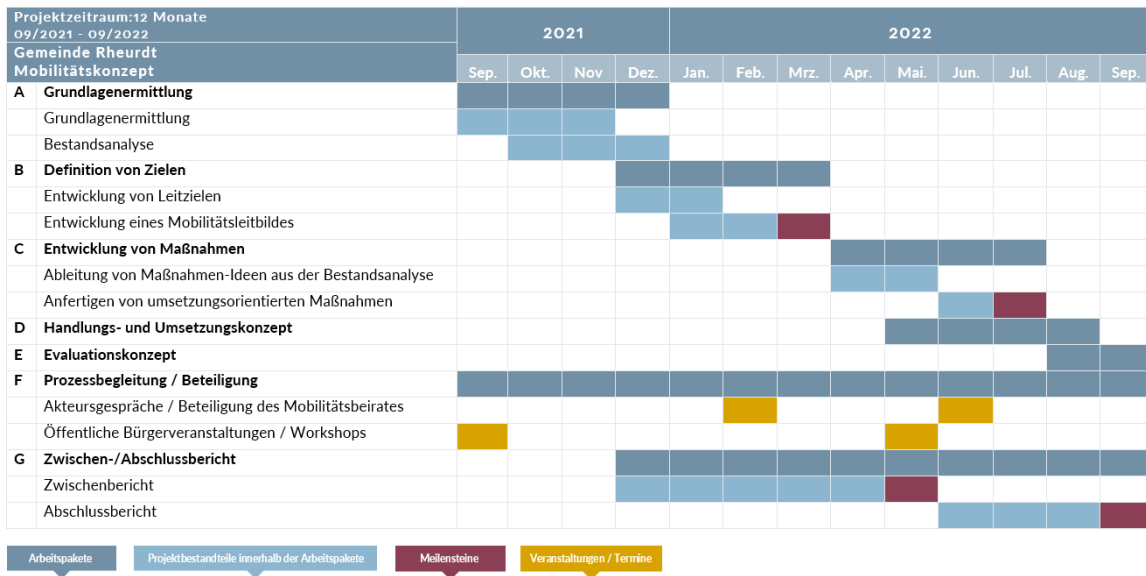 Projektzeitraum:12 Monate
09/2021 - 09/2022
2021 2022
Gemeinde Rheurdt
Mobilitätskonzept
Sep. Okt. Nov Dez. Jan. Feb. Mrz. Apr. Mai. Jun. Jul. Aug. Sep.
A Grundlagenermittlung
Grundlagenermittlung
Bestandsanalyse
B Definition von Zielen
Entwicklung von Leitzielen
Entwicklung eines Mobilitätsleitbildes
C Entwicklung von Maßnahmen
Ableitung von Maßnahmen-Ideen aus der Bestandsanalyse
Anfertigen von umsetzungsorientierten Maßnahmen
D Handlungs- und Umsetzungskonzept
E Evaluationskonzept
F Prozessbegleitung / Beteiligung
Akteursgespräche / Beteiligung des Mobilitätsbeirates
Öffentliche Bürgerveranstaltungen / Workshops
G Zwischen-/Abschlussbericht
Zwischenbericht
Abschlussbericht
Arbeitspakete Projektbestandteile innerhalb der Arbeitspakete Meilensteine Veranstaltungen / Termine